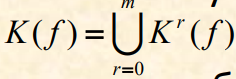 K(f) = ⋃_{r=0}^{m} K^r(f)